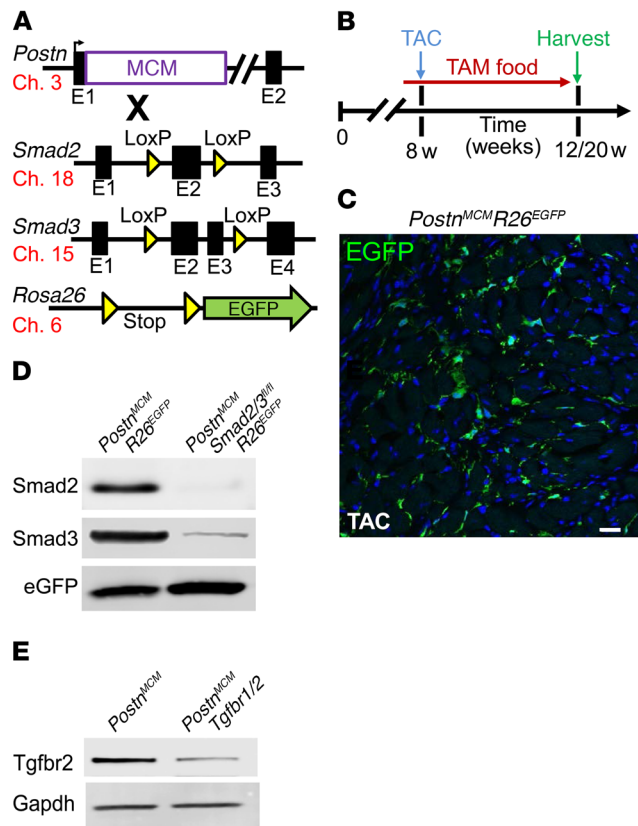 A
Postn
Ch. 3
MCM
E1
E2
X
Smad2
Ch. 18
LoxP
LoxP
E1
E2
E3
Smad3
Ch. 15
LoxP
LoxP
E1
E2
E3
E4
Rosa26
Ch. 6
Stop
EGFP
B
TAC
Harvest
TAM food
0
Time
(weeks)
8 w
12/20 w
C
PostnMCM R26EGFP
EGFP
TAC
D
PostnMCM
R26EGFP
PostnMCM
Smad2/3fl/fl
R26EGFP
Smad2
Smad3
eGFP
E
PostnMCM
PostnMCM
Tgfbr1/2
Tgfbr2
Gapdh